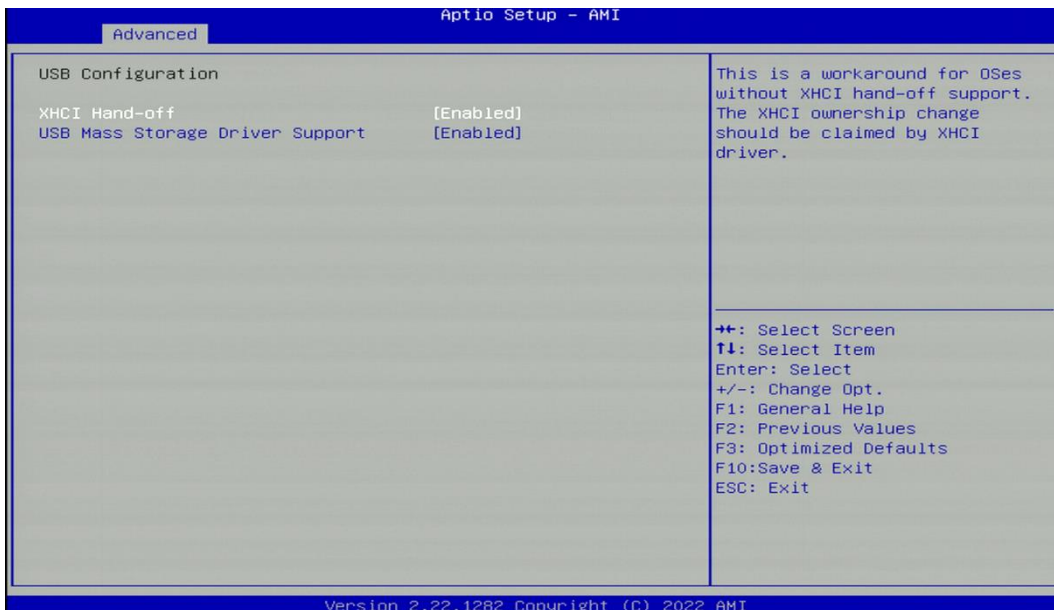 Aptio Setup - AMI
Advanced
USB Configuration
XHCI Hand-off [Enabled]
USB Mass Storage Driver Support [Enabled]
This is a workaround for OSes
without XHCI hand-off support.
The XHCI ownership change
should be claimed by XHCI
driver.
→←: Select Screen
↑↓: Select Item
Enter: Select
+/-: Change Opt.
F1: General Help
F2: Previous Values
F3: Optimized Defaults
F10:Save & Exit
ESC: Exit
Version 2.22.1282 Copyright (C) 2022 AMI